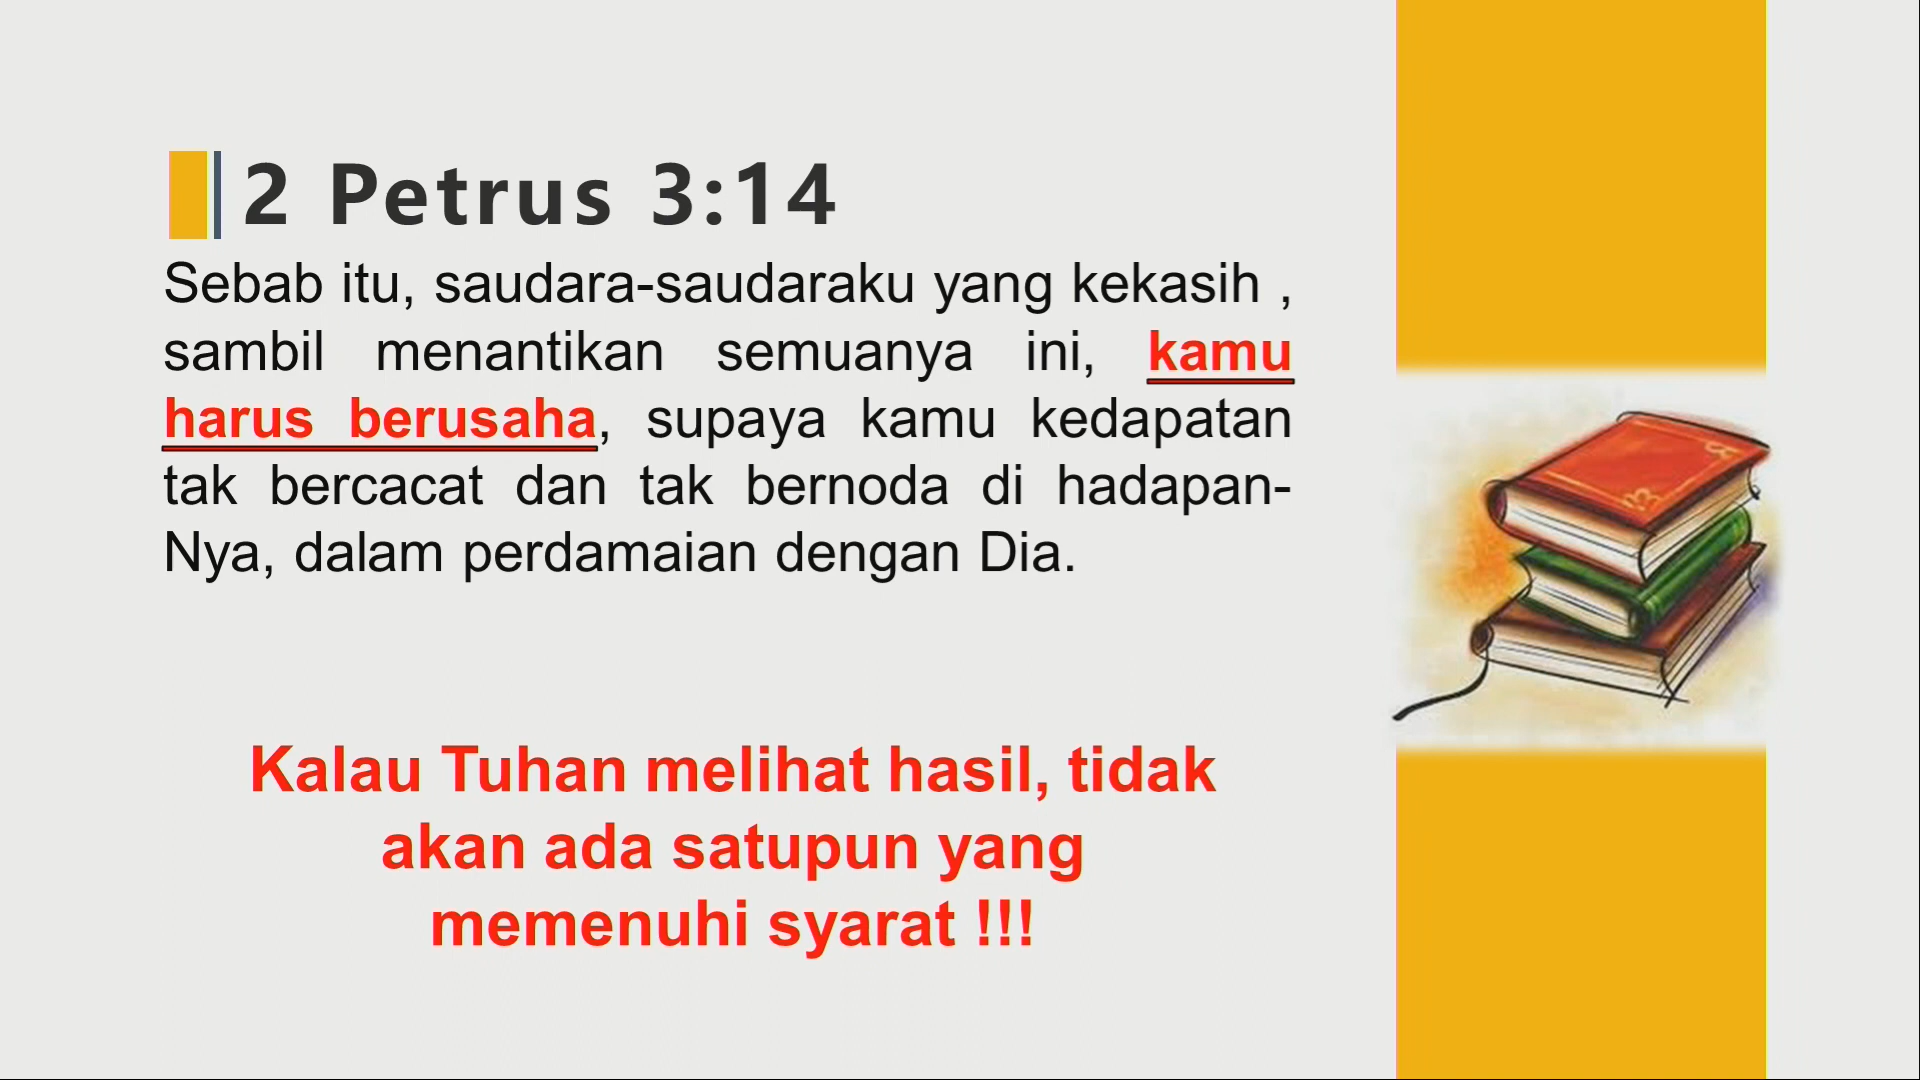 2 Petrus 3:14
Sebab itu, saudara-saudaraku yang kekasih ,
sambil menantikan semuanya ini, kamu
harus berusaha, supaya kamu kedapatan
tak bercacat dan tak bernoda di hadapan-
Nya, dalam perdamaian dengan Dia.
Kalau Tuhan melihat hasil, tidak
akan ada satupun yang
memenuhi syarat !!!